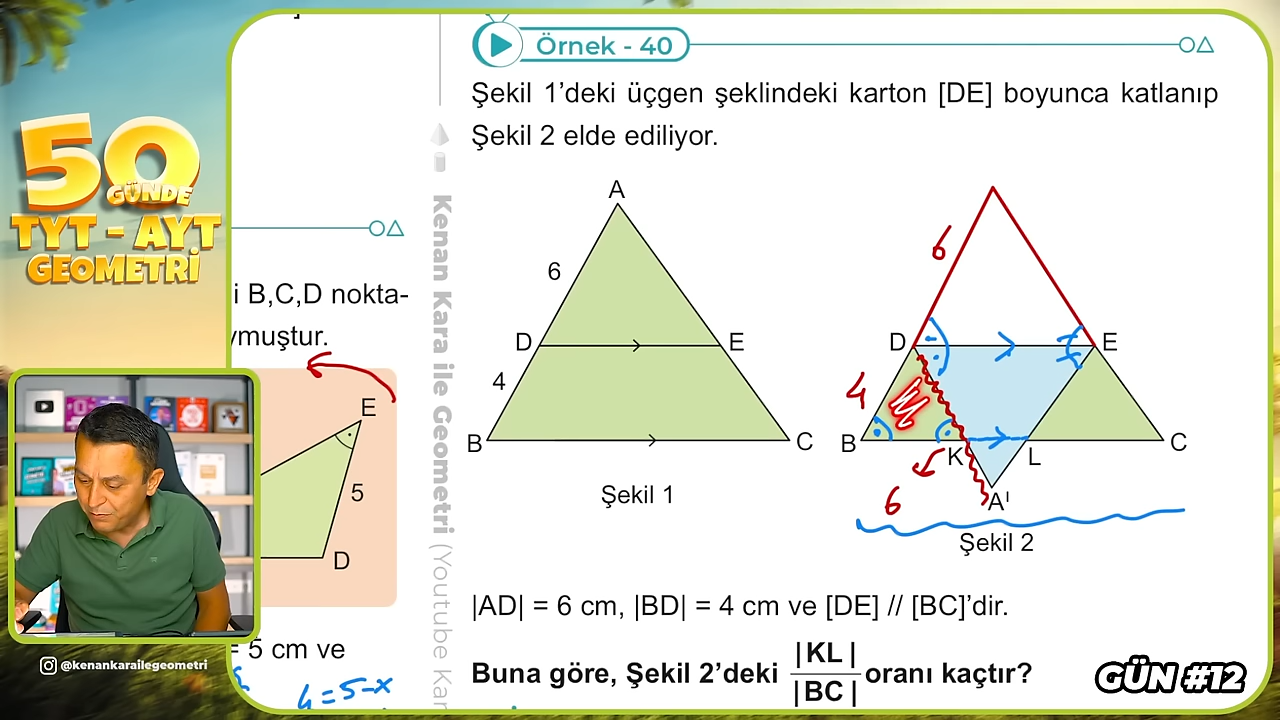 50
GÜNDE
TYT - AYT
GEOMETRİ
Örnek - 40
Şekil 1'deki üçgen şeklindeki karton [DE] boyunca katlanıp
Şekil 2 elde ediliyor.
i B,C,D nokta-
ymuştur.
E
5
D
= 5 cm ve
4 = 5-x
Kenan Kara ile Geometri (Youtube Kar
A
6
D
E
4
B
C
Şekil 1
6
D
E
4
B
K
L
C
6
A'
Şekil 2
|AD| = 6 cm, |BD| = 4 cm ve [DE] // [BC]'dir.
Buna göre, Şekil 2'deki |KL| / |BC| oranı kaçtır?
@kenankarailegeometri
GÜN #12